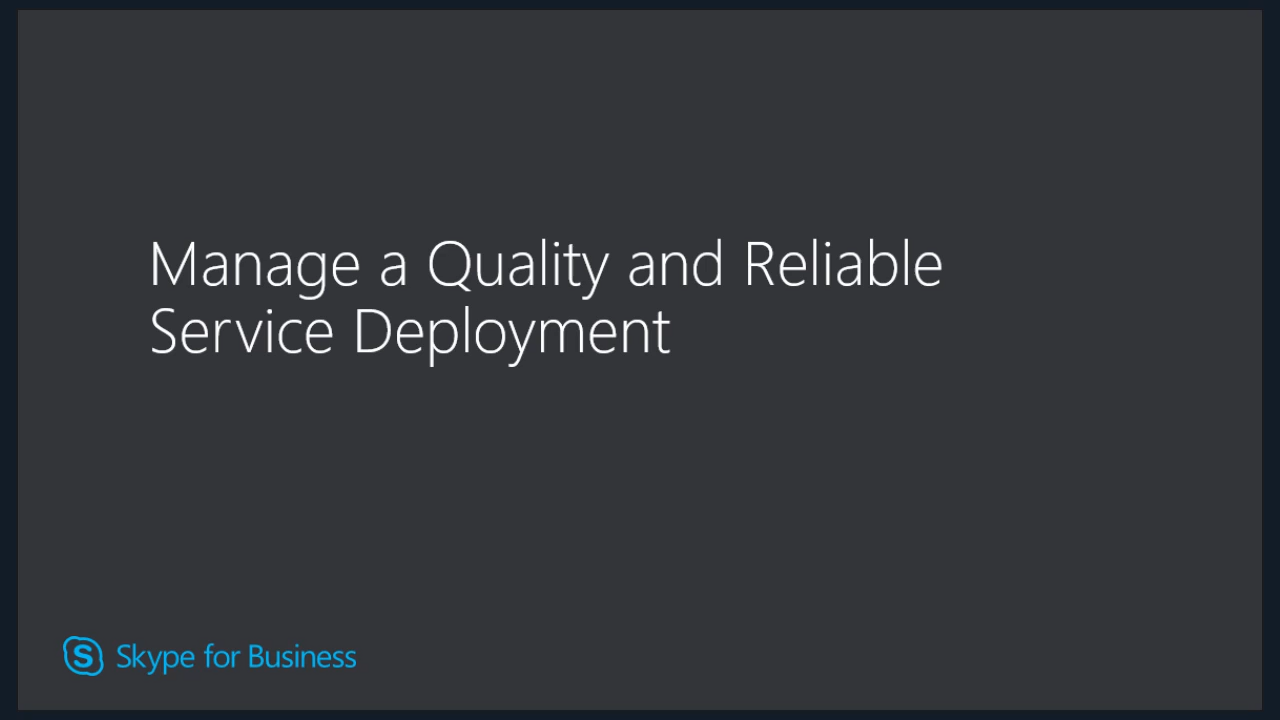 Manage a Quality and Reliable
Service Deployment
Skype for Business